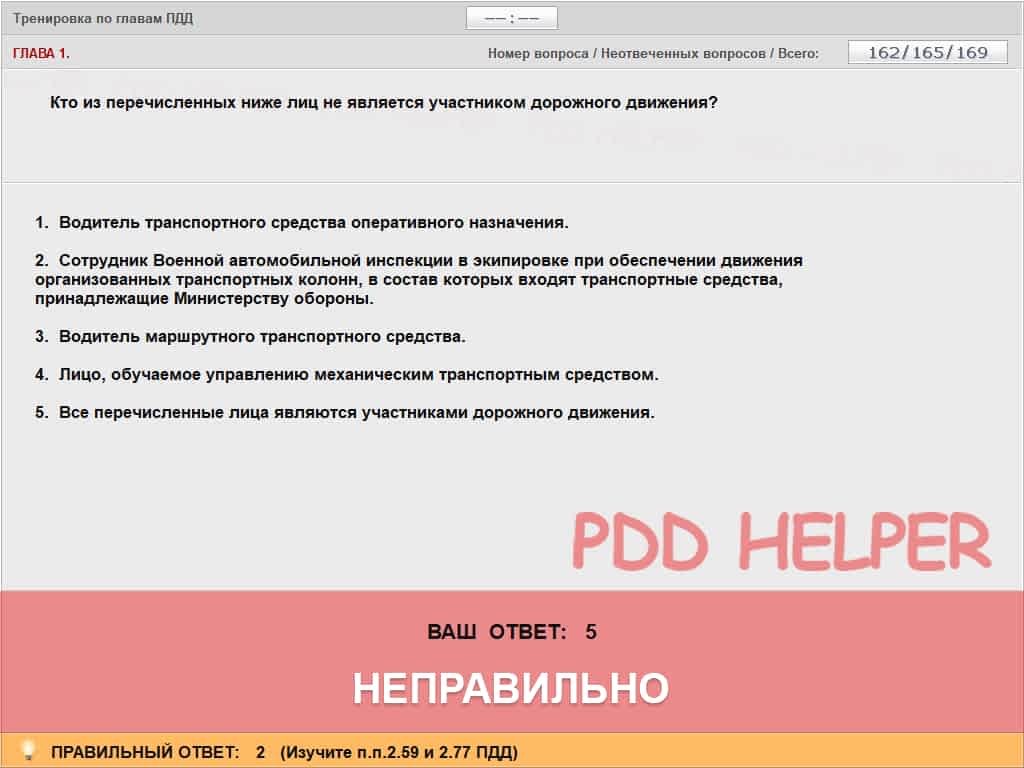 Тренировка по главам ПДД
−− : −−
ГЛАВА 1.
Номер вопроса / Неотвеченных вопросов / Всего:
162/165/169
Кто из перечисленных ниже лиц не является участником дорожного движения?
1. Водитель транспортного средства оперативного назначения.
2. Сотрудник Военной автомобильной инспекции в экипировке при обеспечении движения
организованных транспортных колонн, в состав которых входят транспортные средства,
принадлежащие Министерству обороны.
3. Водитель маршрутного транспортного средства.
4. Лицо, обучаемое управлению механическим транспортным средством.
5. Все перечисленные лица являются участниками дорожного движения.
PDD HELPER
ВАШ ОТВЕТ: 5
НЕПРАВИЛЬНО
ПРАВИЛЬНЫЙ ОТВЕТ: 2 (Изучите п.п.2.59 и 2.77 ПДД)